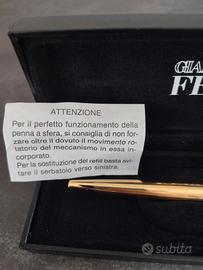 GIA
FE
ATTENZIONE
Per il perfetto funzionamento della
penna a sfera, si consiglia di non for-
zare oltre il dovuto il movimento ro-
tatorio del meccanismo in essa in-
corporato.
Per la sostituzione del refill basta svi-
tare il serbatoio verso sinistra.
subito